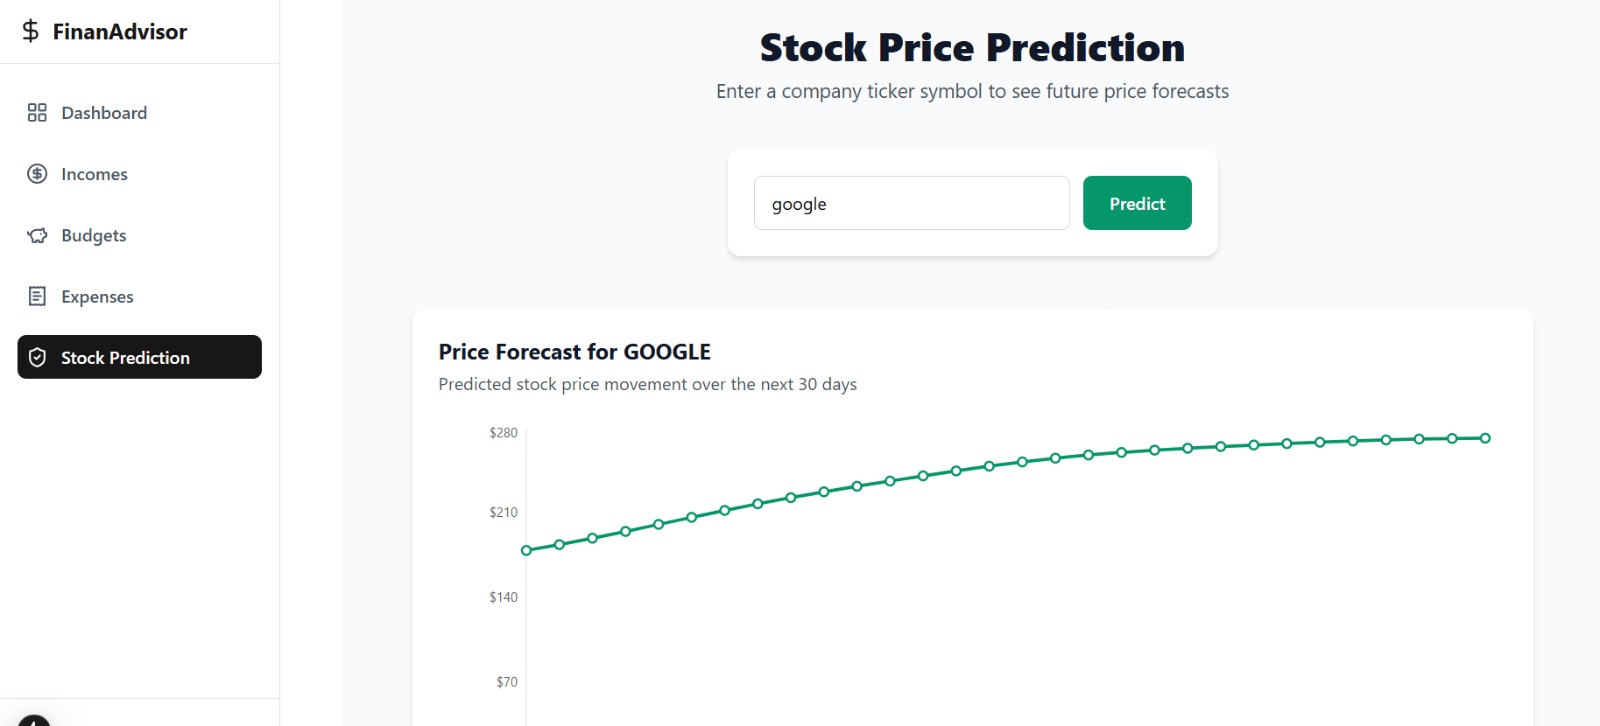 FinanAdvisor
Dashboard
Incomes
Budgets
Expenses
Stock Prediction
Stock Price Prediction
Enter a company ticker symbol to see future price forecasts
google
Predict
Price Forecast for GOOGLE
Predicted stock price movement over the next 30 days
$280
$210
$140
$70